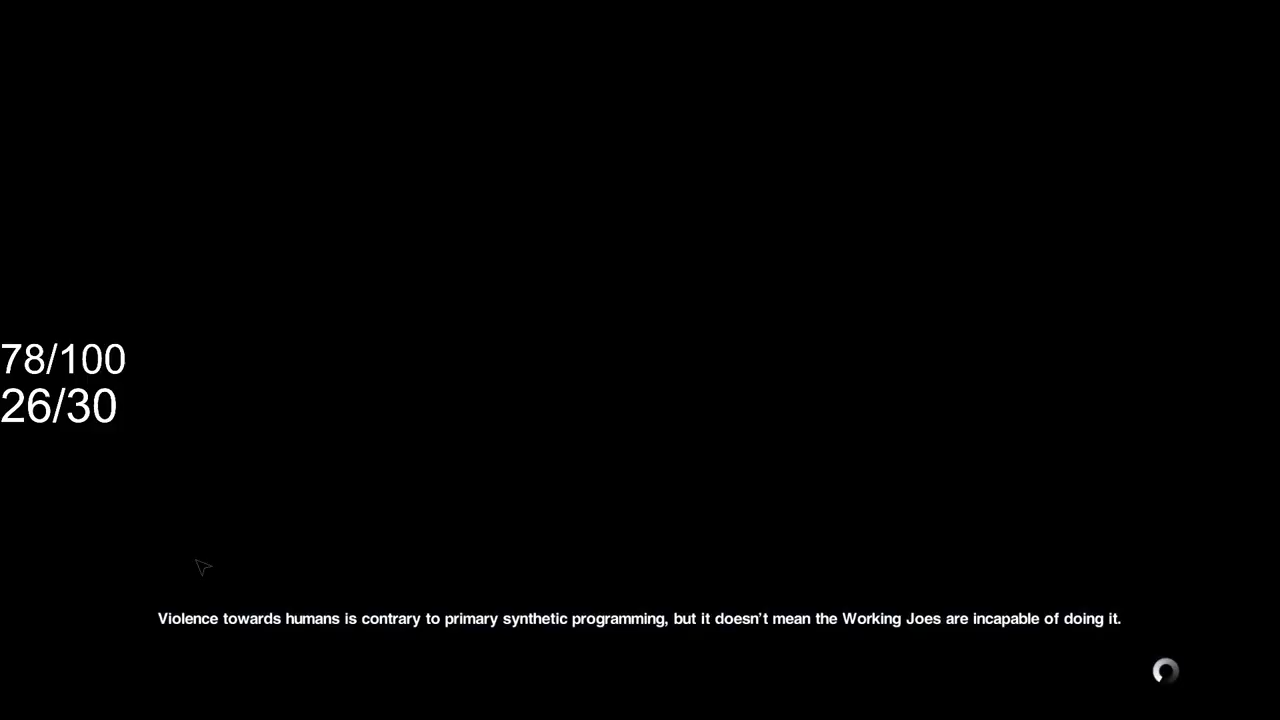 78/100
26/30
Violence towards humans is contrary to primary synthetic programming, but it doesn't mean the Working Joes are incapable of doing it.